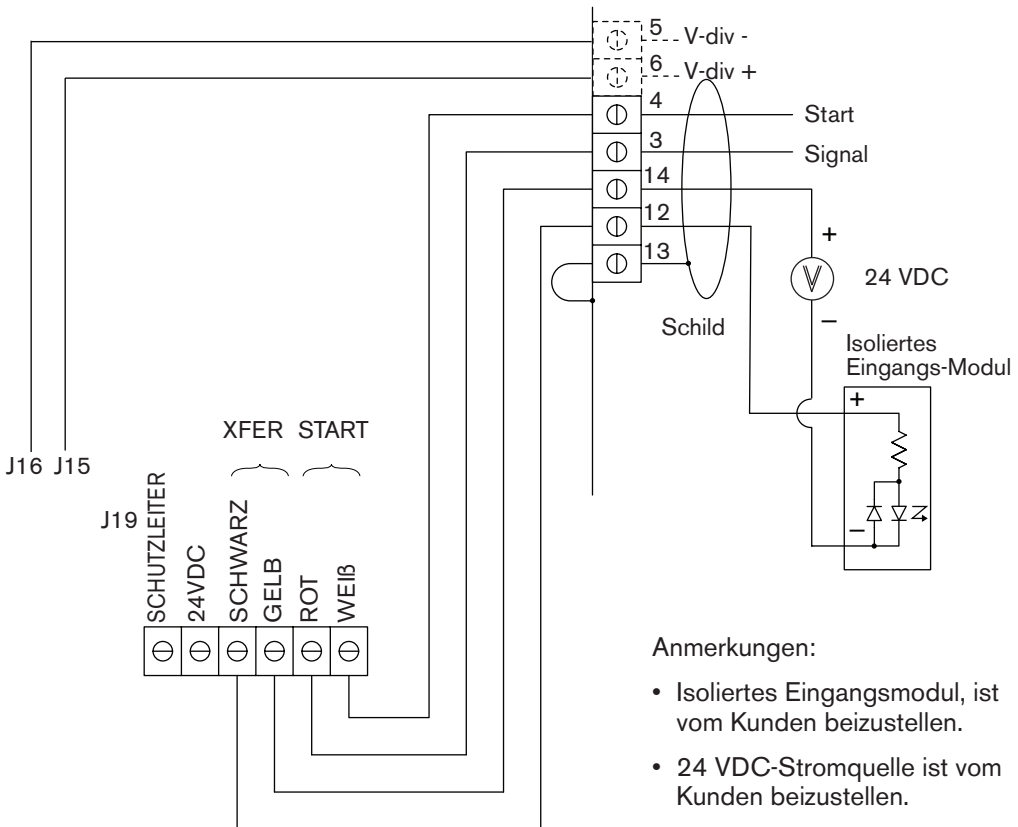 5
V-div -
6
V-div +
4
Start
3
Signal
14
12
+
13
24 VDC
Schild
–
Isoliertes
Eingangs-Modul
+
XFER START
J16 J15
J19
SCHUTZLEITER
24VDC
SCHWARZ
GELB
ROT
WEIß
–
Anmerkungen:
• Isoliertes Eingangsmodul, ist
vom Kunden beizustellen.
• 24 VDC-Stromquelle ist vom
Kunden beizustellen.